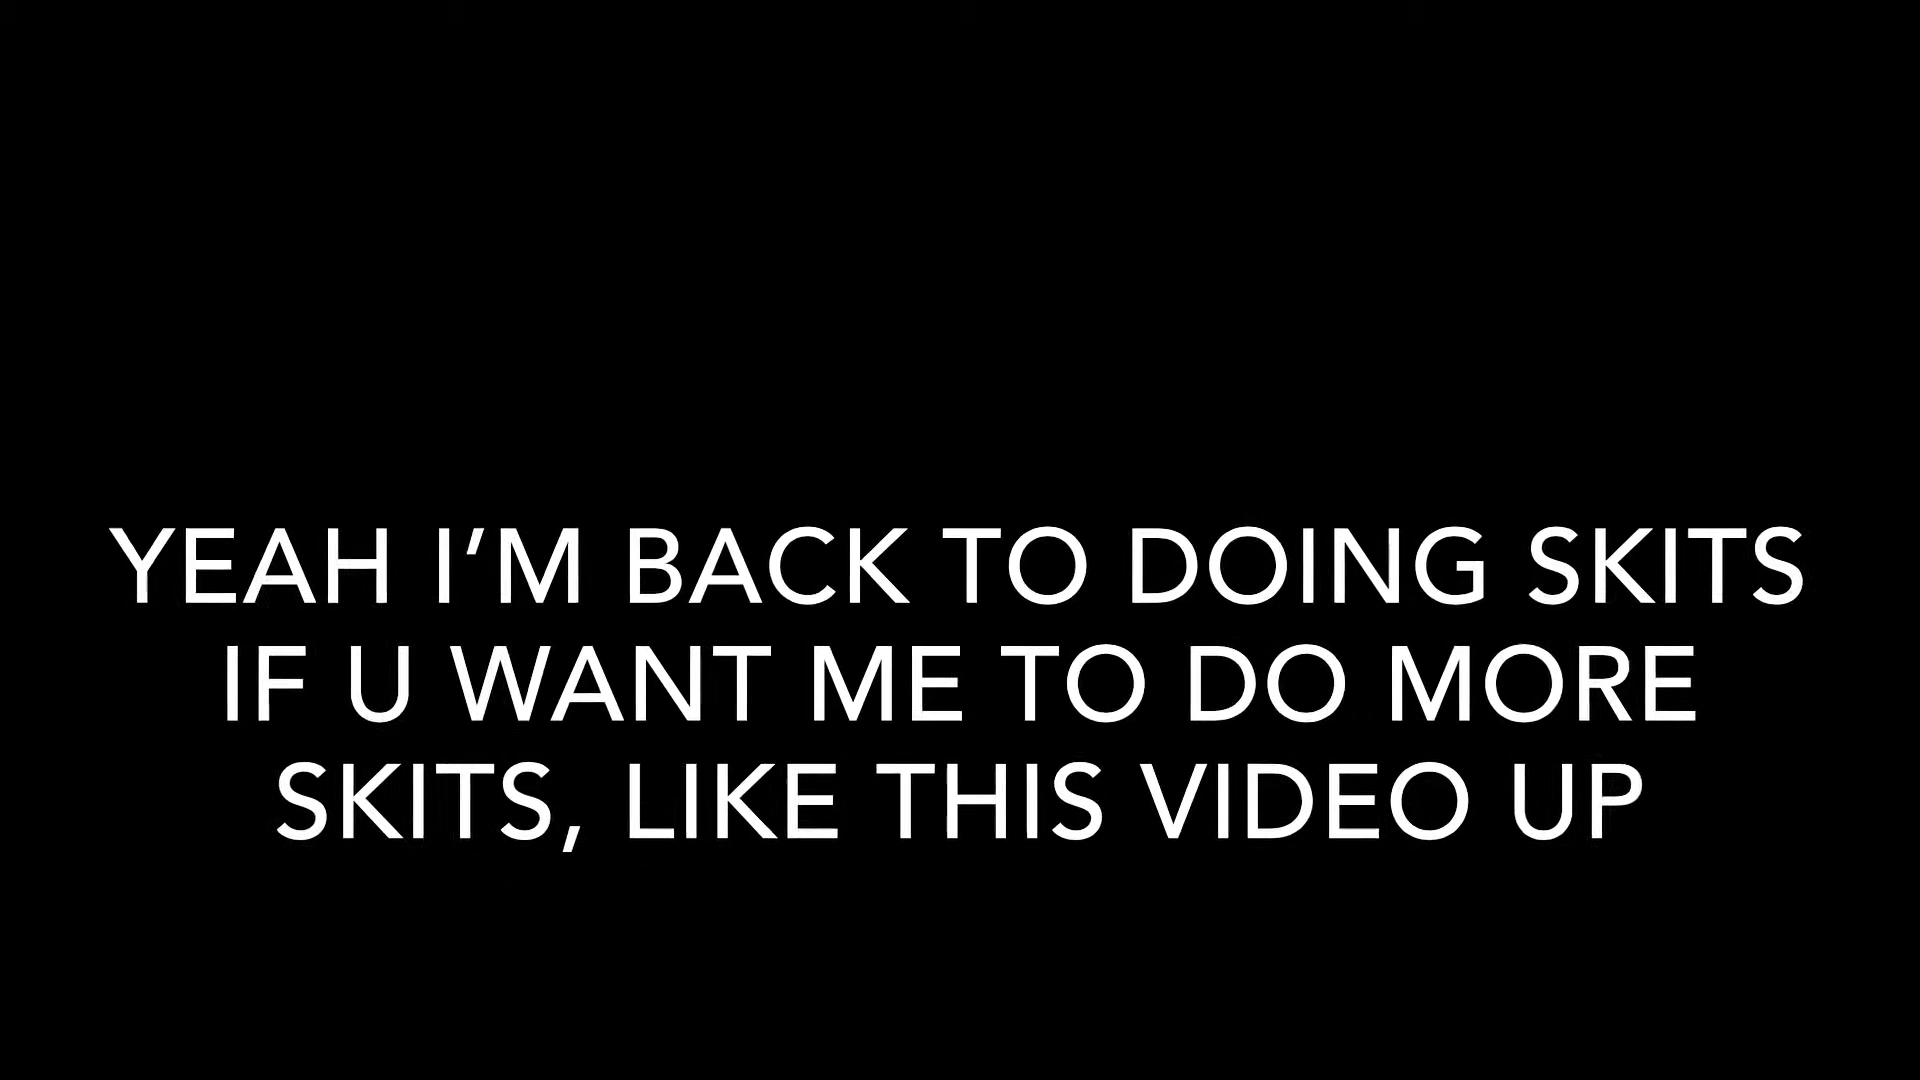 YEAH I’M BACK TO DOING SKITS
IF U WANT ME TO DO MORE
SKITS, LIKE THIS VIDEO UP